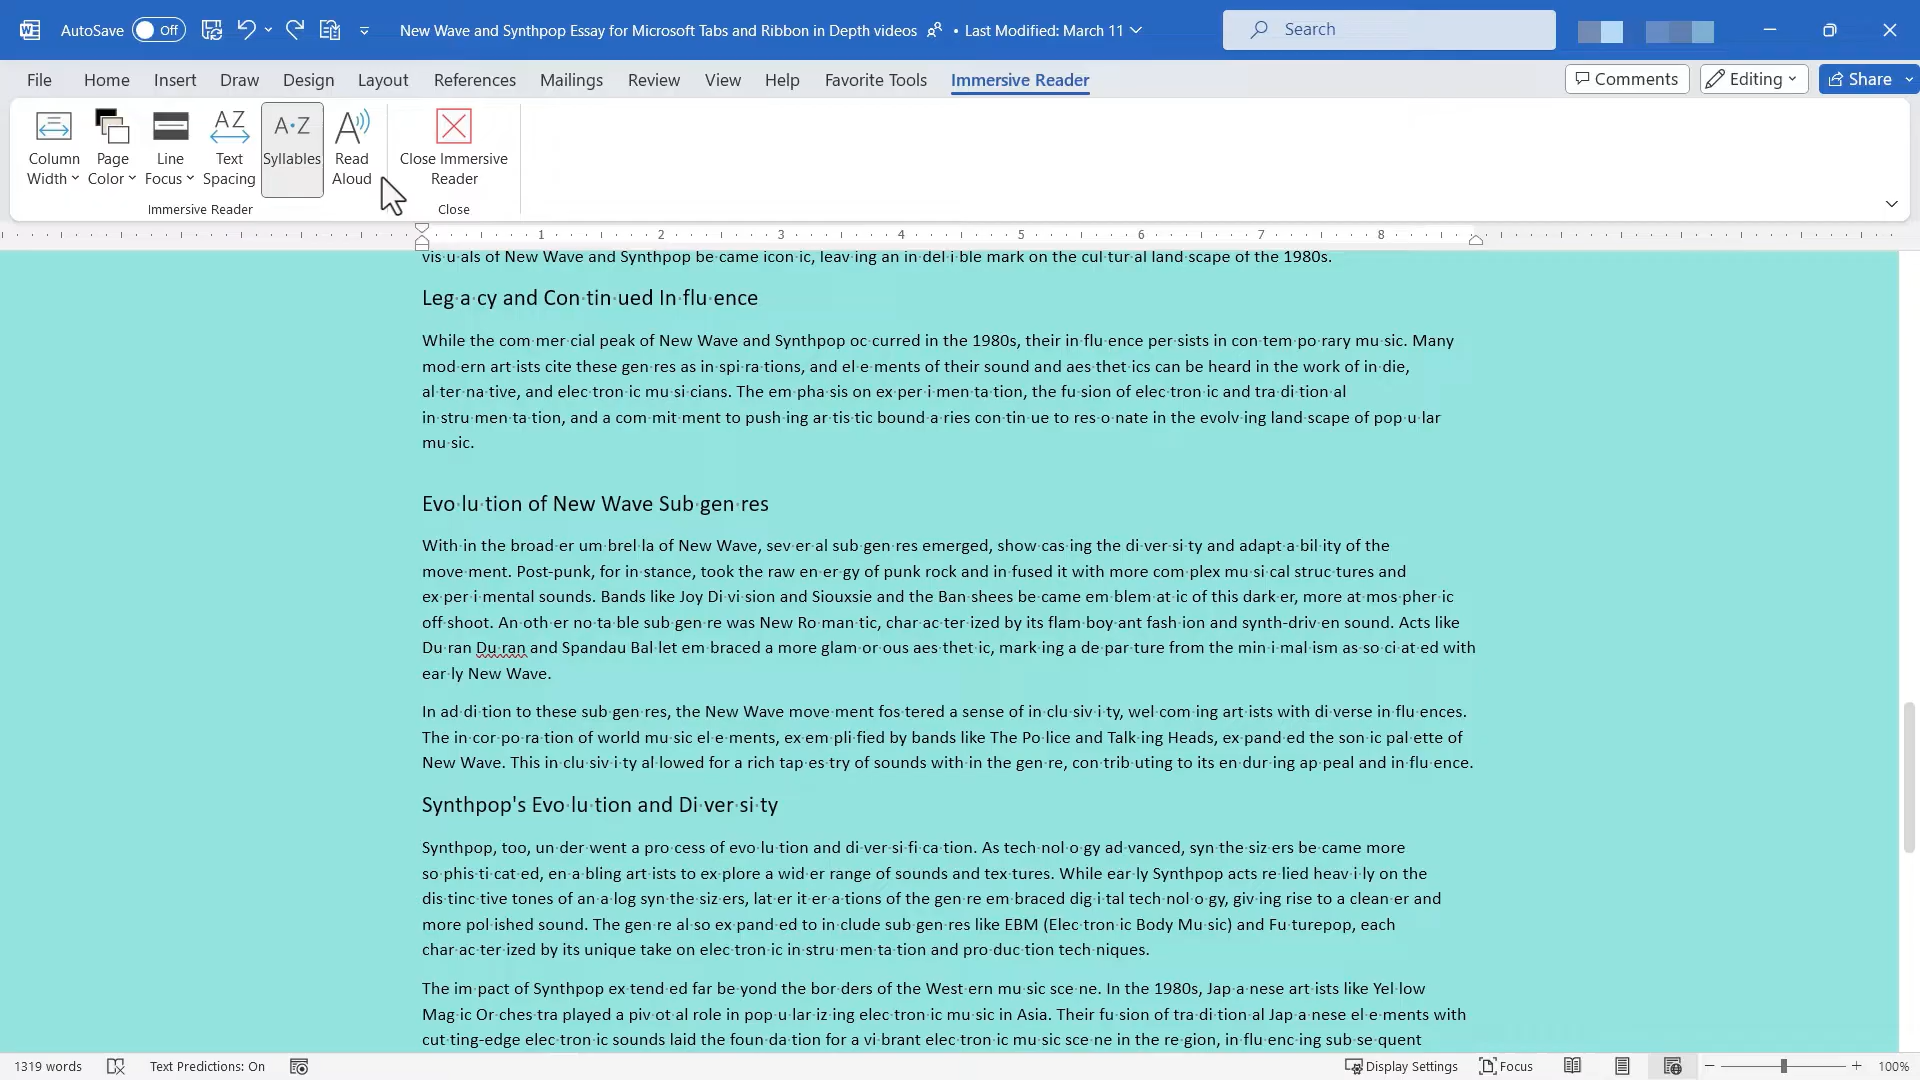 AutoSave Off New Wave and Synthpop Essay for Microsoft Tabs and Ribbon in Depth videos • Last Modified: March 11 Search
File Home Insert Draw Design Layout References Mailings Review View Help Favorite Tools Immersive Reader Comments Editing Share
Column Width Page Color Line Focus Text Spacing Syllables Read Aloud Close Immersive Reader
Immersive Reader Close
1 2 3 4 5 6 7 8
vis·u·als of New Wave and Synthpop be·came icon·ic, leav·ing an in·del·i·ble mark on the cul·tur·al land·scape of the 1980s.
Leg·a·cy and Con·tin·ued In·flu·ence
While the com·mer·cial peak of New Wave and Synthpop oc·curred in the 1980s, their in·flu·ence per·sists in con·tem·po·rary mu·sic. Many
mod·ern art·ists cite these gen·res as in·spi·ra·tions, and el·e·ments of their sound and aes·thet·ics can be heard in the work of in·die,
al·ter·na·tive, and elec·tron·ic mu·si·cians. The em·pha·sis on ex·per·i·men·ta·tion, the fu·sion of elec·tron·ic and tra·di·tion·al
in·stru·men·ta·tion, and a com·mit·ment to push·ing ar·tis·tic bound·a·ries con·tin·ue to res·o·nate in the evolv·ing land·scape of pop·u·lar
mu·sic.
Evo·lu·tion of New Wave Sub·gen·res
With·in the broad·er um·brel·la of New Wave, sev·er·al sub·gen·res emerged, show·cas·ing the di·ver·si·ty and adapt·a·bil·ity of the
move·ment. Post-punk, for in·stance, took the raw en·er·gy of punk rock and in·fused it with more com·plex mu·si·cal struc·tures and
ex·per·i·mental sounds. Bands like Joy Di·vi·sion and Siouxsie and the Ban·shees be·came em·blem·at·ic of this dark·er, more at·mos·pher·ic
off·shoot. An·oth·er no·ta·ble sub·gen·re was New Ro·man·tic, char·ac·ter·ized by its flam·boy·ant fash·ion and synth-driv·en sound. Acts like
Du·ran Du·ran and Spandau Bal·let em·braced a more glam·or·ous aes·thet·ic, mark·ing a de·par·ture from the min·i·mal·ism as·so·ci·at·ed with
ear·ly New Wave.
In ad·di·tion to these sub·gen·res, the New Wave move·ment fos·tered a sense of in·clu·siv·i·ty, wel·com·ing art·ists with di·verse in·flu·ences.
The in·cor·po·ra·tion of world mu·sic el·e·ments, ex·em·pli·fied by bands like The Po·lice and Talk·ing Heads, ex·pand·ed the son·ic pal·ette of
New Wave. This in·clu·siv·i·ty al·lowed for a rich tap·es·try of sounds with·in the gen·re, con·trib·uting to its en·dur·ing ap·peal and in·flu·ence.
Synthpop's Evo·lu·tion and Di·ver·si·ty
Synthpop, too, un·der·went a pro·cess of evo·lu·tion and di·ver·si·fi·ca·tion. As tech·nol·o·gy ad·vanced, syn·the·siz·ers be·came more
so·phis·ti·cat·ed, en·a·bling art·ists to ex·plore a wid·er range of sounds and tex·tures. While ear·ly Synthpop acts re·lied heav·i·ly on the
dis·tinc·tive tones of an·a·log syn·the·siz·ers, lat·er it·er·a·tions of the gen·re em·braced dig·i·tal tech·nol·o·gy, giv·ing rise to a clean·er and
more pol·ished sound. The gen·re al·so ex·pand·ed to in·clude sub·gen·res like EBM (Elec·tron·ic Body Mu·sic) and Fu·turepop, each
char·ac·ter·ized by its unique take on elec·tron·ic in·stru·men·ta·tion and pro·duc·tion tech·niques.
The im·pact of Synthpop ex·tend·ed far be·yond the bor·ders of the West·ern mu·sic sce·ne. In the 1980s, Jap·a·nese art·ists like Yel·low
Mag·ic Or·ches·tra played a piv·ot·al role in pop·u·lar·iz·ing elec·tron·ic mu·sic in Asia. Their fu·sion of tra·di·tion·al Jap·a·nese el·e·ments with
cut·ting-edge elec·tron·ic sounds laid the foun·da·tion for a vi·brant elec·tron·ic mu·sic sce·ne in the re·gion, in·flu·enc·ing sub·se·quent
1319 words Text Predictions: On Display Settings Focus 100%